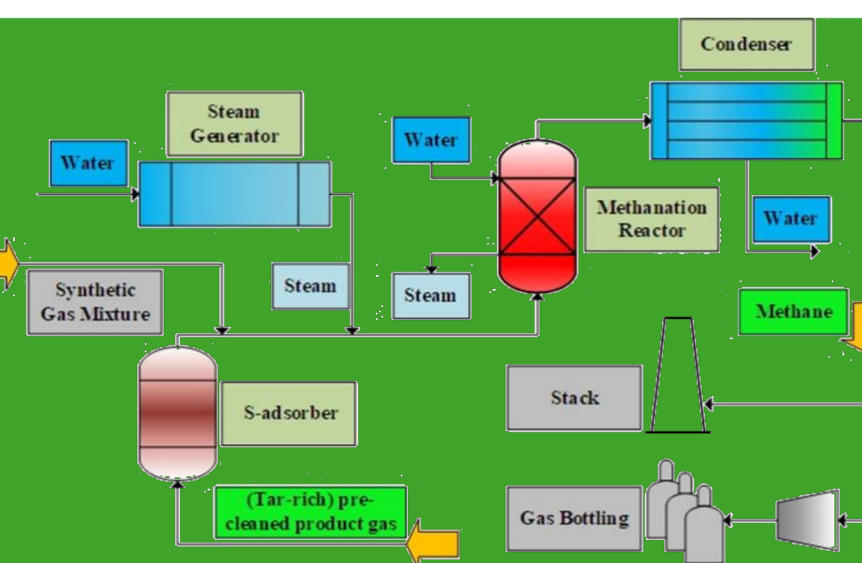 Condenser
Steam
Generator
Water
Water
Methanation
Reactor
Water
Synthetic
Gas Mixture
Steam
Steam
Methane
Stack
S-adsorber
(Tar-rich) pre-
cleaned product gas
Gas Bottling